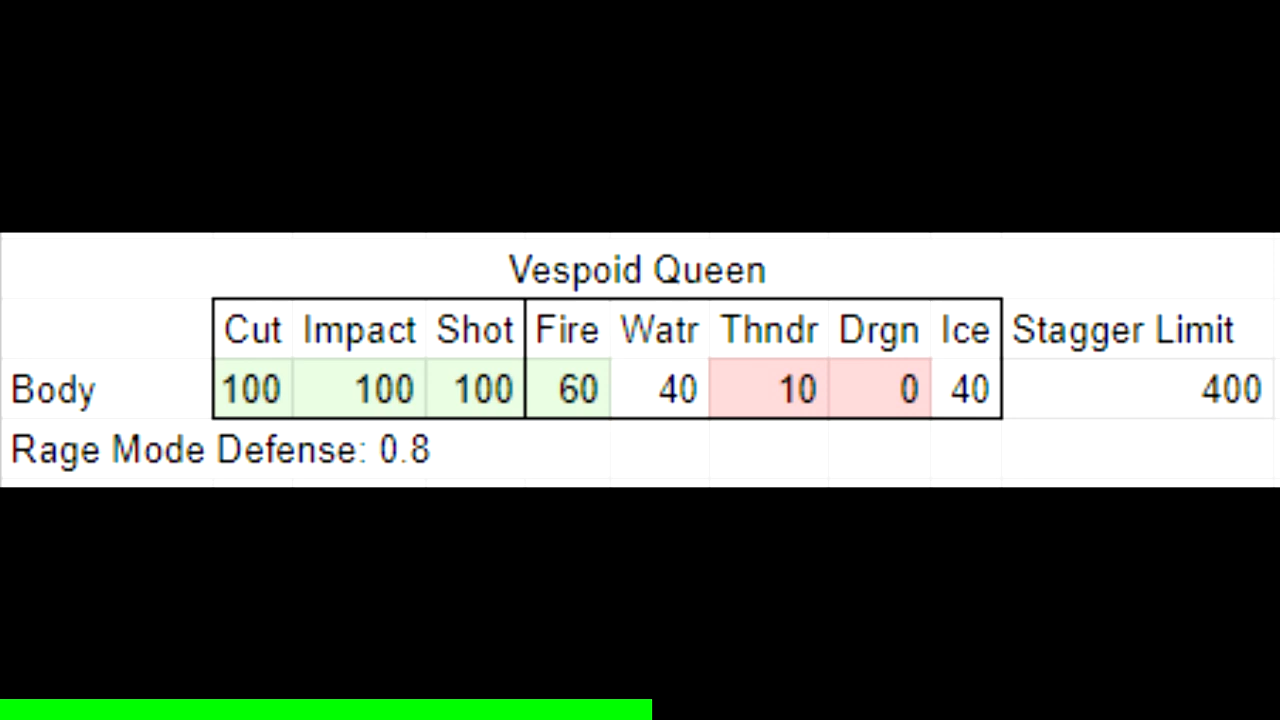 Vespoid Queen
Cut Impact Shot Fire Watr Thndr Drgn Ice Stagger Limit
Body 100 100 100 60 40 10 0 40 400
Rage Mode Defense: 0.8